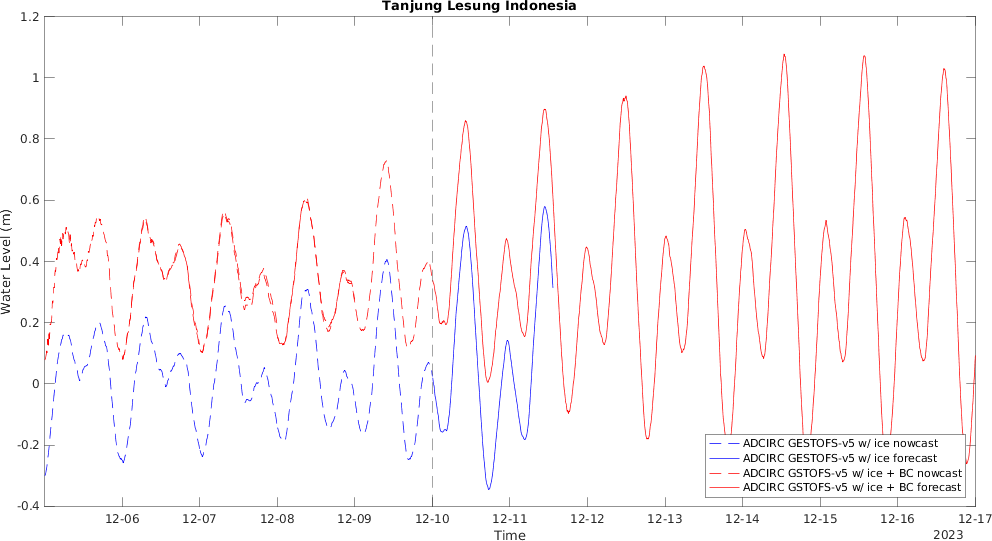 Tanjung Lesung Indonesia
1.2
1
0.8
0.6
0.4
0.2
0
-0.2
-0.4
Water Level (m)
ADCIRC GESTOFS-v5 w/ ice nowcast
ADCIRC GESTOFS-v5 w/ ice forecast
ADCIRC GSTOFS-v5 w/ ice + BC nowcast
ADCIRC GSTOFS-v5 w/ ice + BC forecast
12-06 12-07 12-08 12-09 12-10 12-11 12-12 12-13 12-14 12-15 12-16 12-17
Time
2023